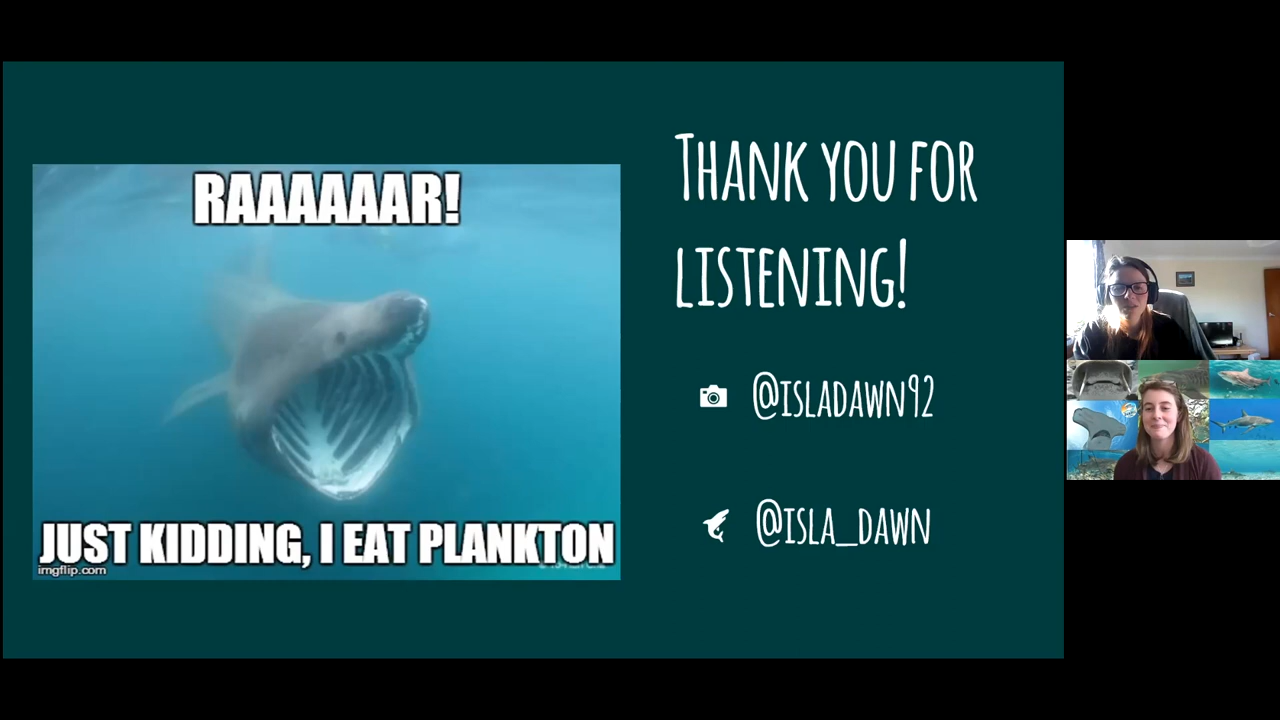 RAAAAAAR!
JUST KIDDING, I EAT PLANKTON
imgflip.com
THANK YOU FOR
LISTENING!
@ISLADAWN92
@ISLA_DAWN